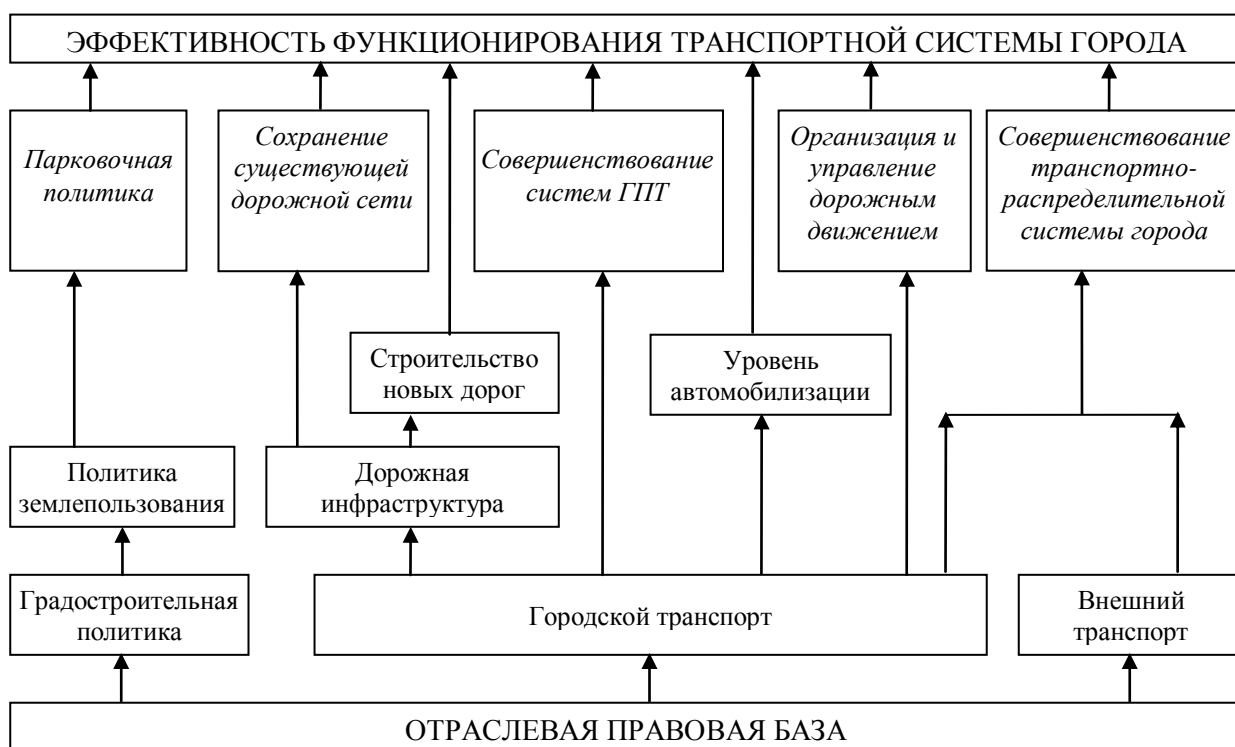 ЭФФЕКТИВНОСТЬ ФУНКЦИОНИРОВАНИЯ ТРАНСПОРТНОЙ СИСТЕМЫ ГОРОДА
Парковочная
политика
Сохранение
существующей
дорожной сети
Совершенствование
систем ГПТ
Организация и
управление
дорожным
движением
Совершенствование
транспортно-
распределительной
системы города
Строительство
новых дорог
Уровень
автомобилизации
Политика
землепользования
Дорожная
инфраструктура
Градостроительная
политика
Городской транспорт
Внешний
транспорт
ОТРАСЛЕВАЯ ПРАВОВАЯ БАЗА